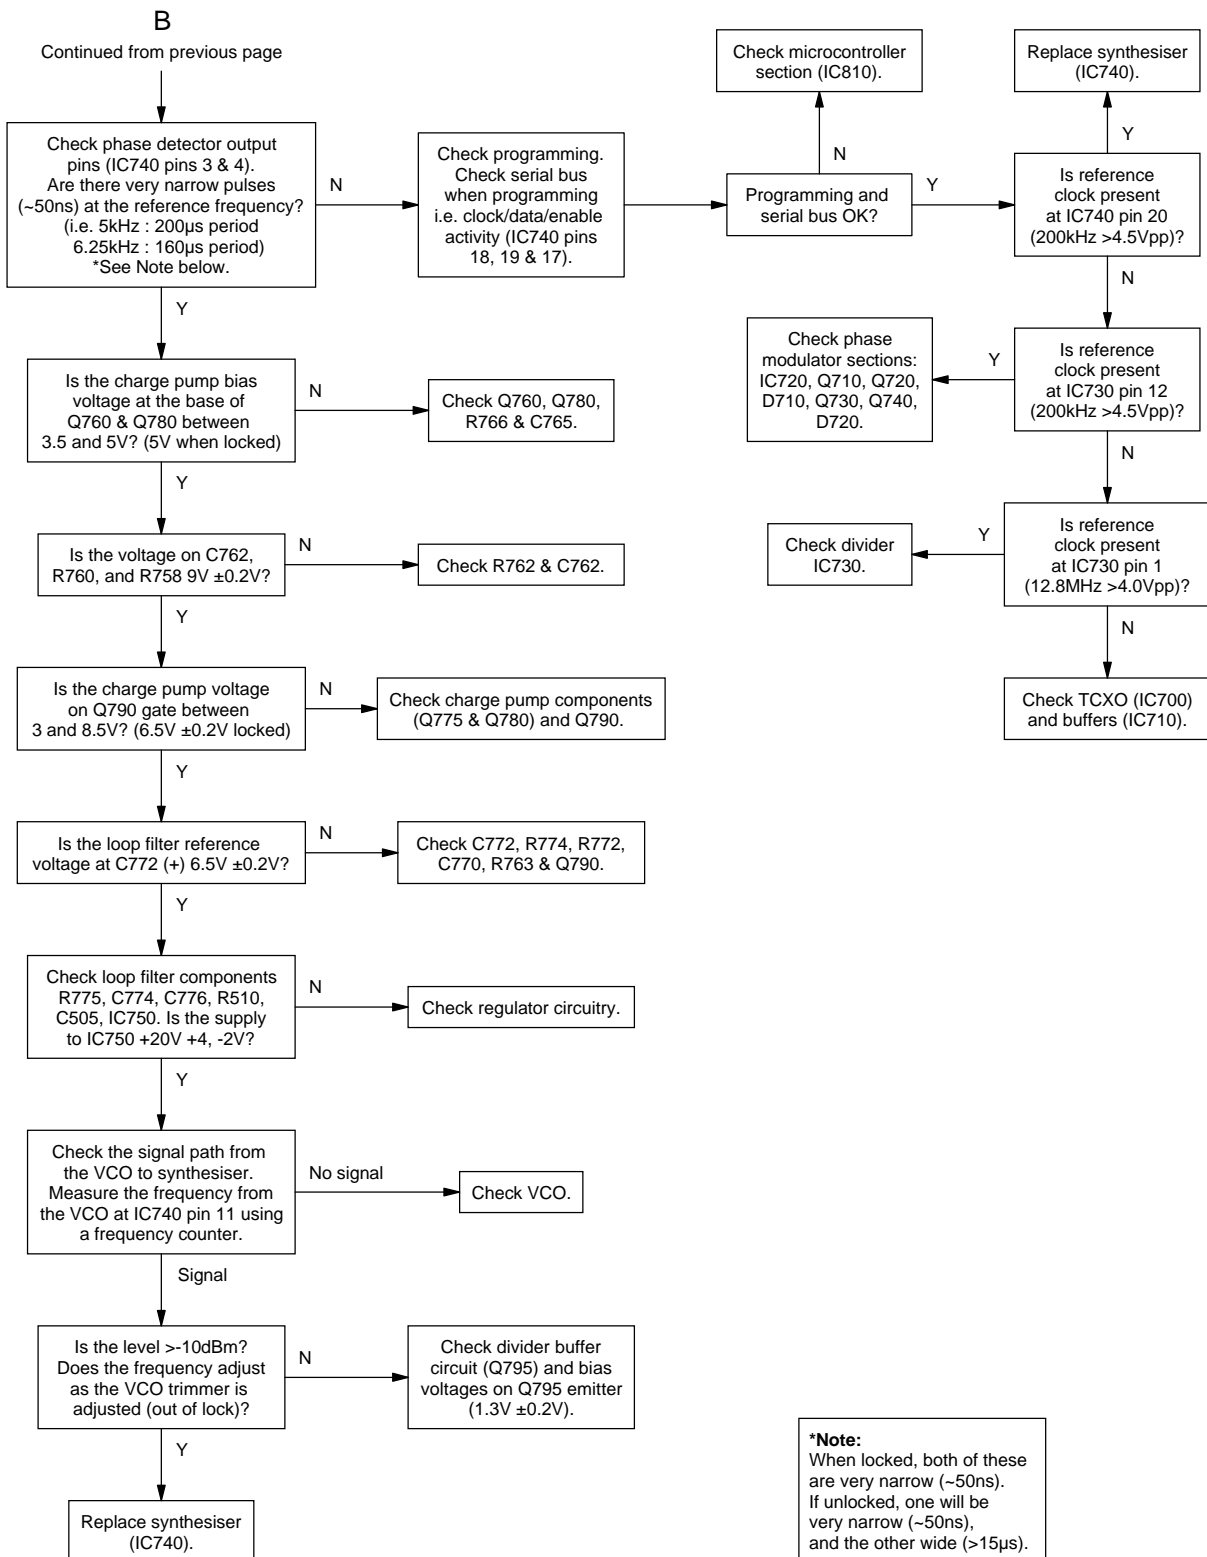 B
Continued from previous page
Check phase detector output
pins (IC740 pins 3 & 4).
Are there very narrow pulses
(~50ns) at the reference frequency?
(i.e. 5kHz : 200µs period
6.25kHz : 160µs period)
*See Note below.
N
Check programming.
Check serial bus
when programming
i.e. clock/data/enable
activity (IC740 pins
18, 19 & 17).
Check microcontroller
section (IC810).
N
Programming and
serial bus OK?
Y
Replace synthesiser
(IC740).
Y
Is reference
clock present
at IC740 pin 20
(200kHz >4.5Vpp)?
N
Check phase
modulator sections:
IC720, Q710, Q720,
D710, Q730, Q740,
D720.
Y
Is reference
clock present
at IC730 pin 12
(200kHz >4.5Vpp)?
N
Check divider
IC730.
Y
Is reference
clock present
at IC730 pin 1
(12.8MHz >4.0Vpp)?
N
Check TCXO (IC700)
and buffers (IC710).
Y
Is the charge pump bias
voltage at the base of
Q760 & Q780 between
3.5 and 5V? (5V when locked)
N
Check Q760, Q780,
R766 & C765.
Y
Is the voltage on C762,
R760, and R758 9V ±0.2V?
N
Check R762 & C762.
Y
Is the charge pump voltage
on Q790 gate between
3 and 8.5V? (6.5V ±0.2V locked)
N
Check charge pump components
(Q775 & Q780) and Q790.
Y
Is the loop filter reference
voltage at C772 (+) 6.5V ±0.2V?
N
Check C772, R774, R772,
C770, R763 & Q790.
Y
Check loop filter components
R775, C774, C776, R510,
C505, IC750. Is the supply
to IC750 +20V +4, -2V?
N
Check regulator circuitry.
Y
Check the signal path from
the VCO to synthesiser.
Measure the frequency from
the VCO at IC740 pin 11 using
a frequency counter.
No signal
Check VCO.
Signal
Is the level >-10dBm?
Does the frequency adjust
as the VCO trimmer is
adjusted (out of lock)?
N
Check divider buffer
circuit (Q795) and bias
voltages on Q795 emitter
(1.3V ±0.2V).
Y
Replace synthesiser
(IC740).
*Note:
When locked, both of these
are very narrow (~50ns).
If unlocked, one will be
very narrow (~50ns),
and the other wide (>15µs).